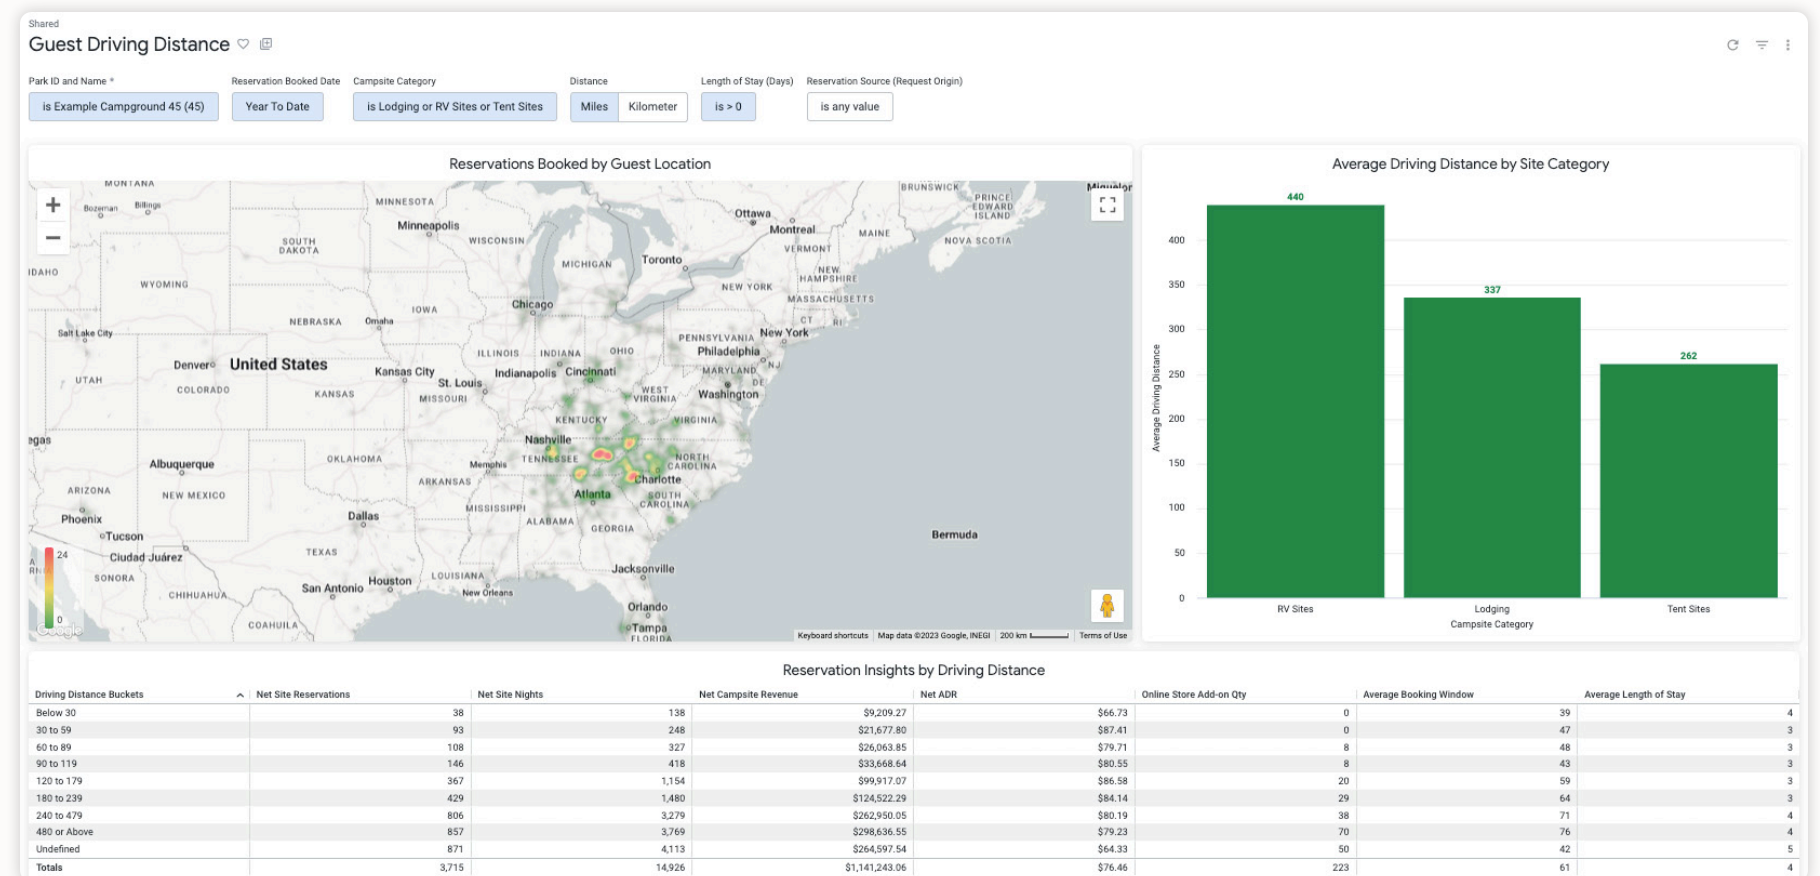 Shared
Guest Driving Distance
Park ID and Name *
Reservation Booked Date
Campsite Category
Distance
Length of Stay (Days)
Reservation Source (Request Origin)
is Example Campground 45 (45)
Year To Date
is Lodging or RV Sites or Tent Sites
Miles
Kilometer
is > 0
is any value
Reservations Booked by Guest Location
MONTANA
BRUNSWICK
Bozeman
Billings
MINNESOTA
PRINCE
EDWARD
ISLAND
Ottawa
Minneapolis
Montreal
MAINE
SOUTH
DAKOTA
WISCONSIN
VERMONT
NOVA SCOTIA
MICHIGAN
Toronto
IDAHO
NEW
HAMPSHIRE
WYOMING
NEW YORK
MASSACHUSETTS
Chicago
IOWA
NEBRASKA
Omaha
CT
RI
Salt Lake City
PENNSYLVANIA
New York
ILLINOIS
INDIANA
OHIO
Philadelphia
Denver
United States
Kansas City
Indianapolis
Cincinnati
MARYLAND
NJ
UTAH
COLORADO
St. Louis
DE
KANSAS
MISSOURI
WEST
VIRGINIA
Washington
KENTUCKY
VIRGINIA
egas
Nashville
Albuquerque
OKLAHOMA
Memphis
TENNESSEE
NORTH
CAROLINA
ARKANSAS
Charlotte
ARIZONA
NEW MEXICO
Atlanta
SOUTH
CAROLINA
MISSISSIPPI
Phoenix
Dallas
ALABAMA
GEORGIA
Tucson
Bermuda
Ciudad Juárez
TEXAS
24
SONORA
Jacksonville
LOUISIANA
Houston
San Antonio
CHIHUAHUA
New Orleans
Orlando
0
Google
COAHUILA
Tampa
FLORIDA
Keyboard shortcuts
Map data ©2023 Google, INEGI
200 km
Terms of Use
Average Driving Distance by Site Category
440
337
262
400
350
300
250
200
150
100
50
0
Average Driving Distance
RV Sites
Lodging
Tent Sites
Campsite Category
Reservation Insights by Driving Distance
Driving Distance Buckets Net Site Reservations Net Site Nights Net Campsite Revenue Net ADR Online Store Add-on Qty Average Booking Window Average Length of Stay
Below 30 38 138 $9,209.27 $66.73 0 39 4
30 to 59 93 248 $21,677.80 $87.41 0 47 3
60 to 89 108 327 $26,063.85 $79.71 8 48 3
90 to 119 146 418 $33,668.64 $80.55 8 43 3
120 to 179 367 1,154 $99,917.07 $86.58 20 59 3
180 to 239 429 1,480 $124,522.29 $84.14 29 64 3
240 to 479 806 3,279 $262,950.05 $80.19 38 71 4
480 or Above 857 3,769 $298,636.55 $79.23 70 76 4
Undefined 871 4,113 $264,597.54 $64.33 50 42 5
Totals 3,715 14,926 $1,141,243.06 $76.46 223 61 4